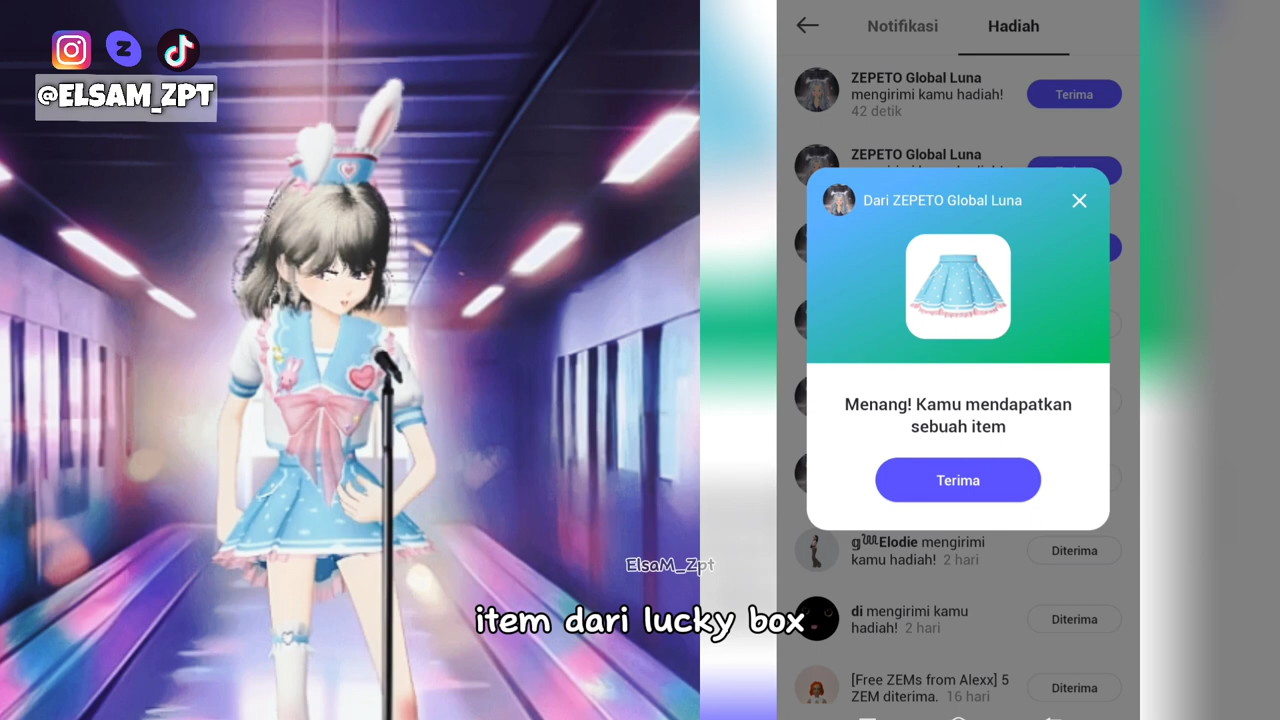 @ELSAM_ZPT
ElsaM_Zpt
item dari lucky box
Notifikasi
Hadiah
ZEPETO Global Luna
mengirimi kamu hadiah!
42 detik
Terima
ZEPETO Global Luna
Dari ZEPETO Global Luna
Menang! Kamu mendapatkan
sebuah item
Terima
Elodie mengirimi
kamu hadiah! 2 hari
Diterima
di mengirimi kamu
hadiah! 2 hari
Diterima
[Free ZEMs from Alexx] 5
ZEM diterima. 16 hari
Diterima